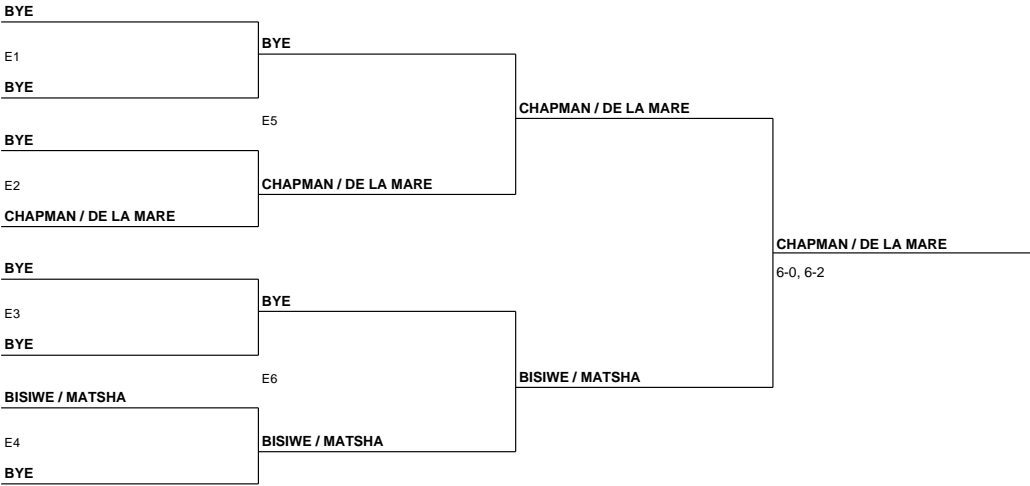 BYE
E1
BYE
BYE
E2
CHAPMAN / DE LA MARE
BYE
E3
BYE
BISIWE / MATSHA
E4
BYE
BYE
E5
CHAPMAN / DE LA MARE
BYE
E6
BISIWE / MATSHA
CHAPMAN / DE LA MARE
BISIWE / MATSHA
CHAPMAN / DE LA MARE
6-0, 6-2